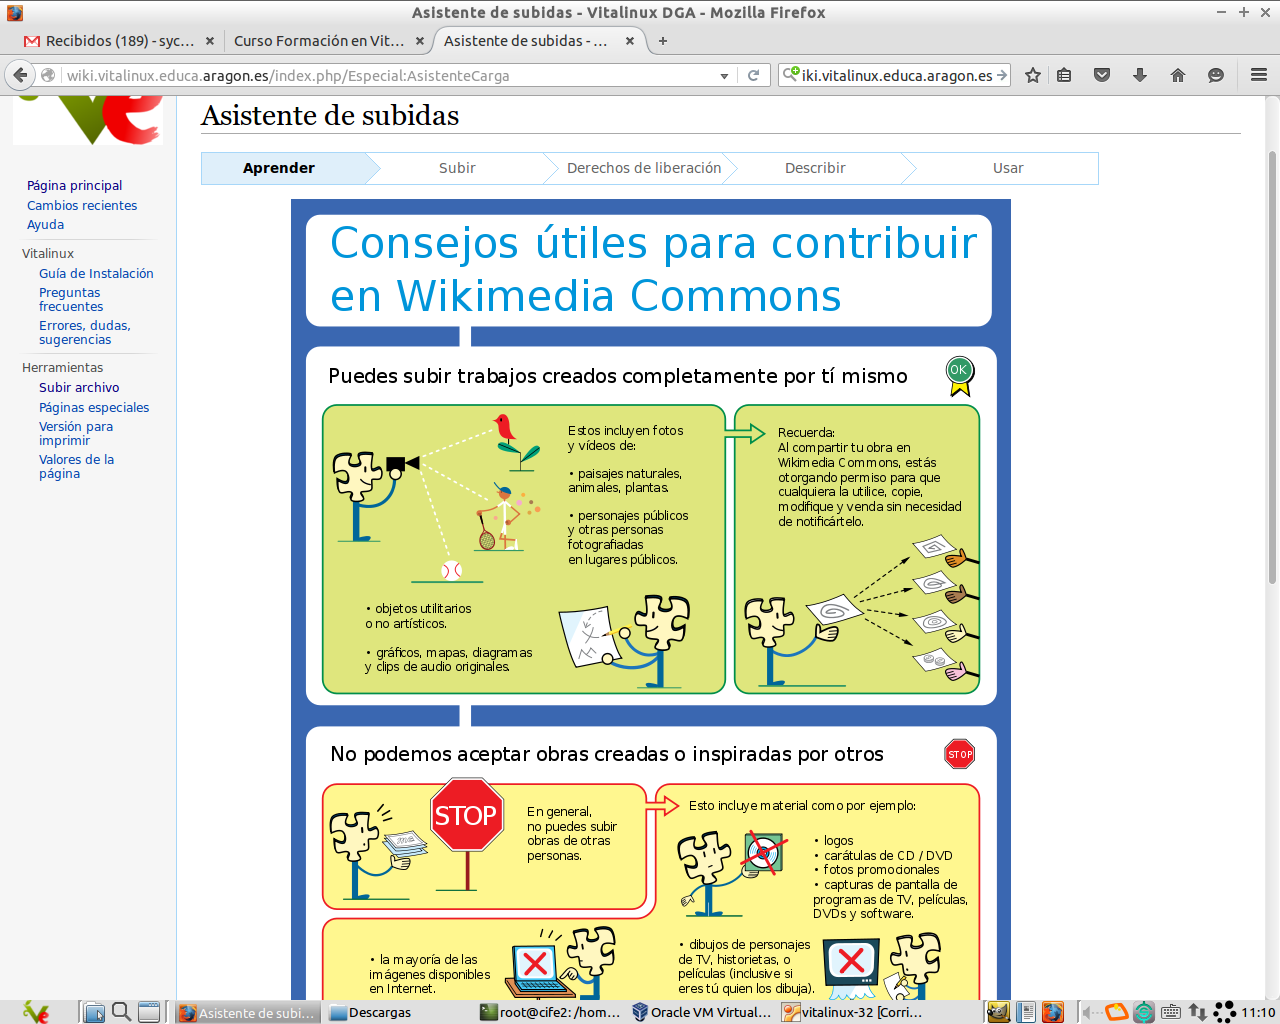 Asistente de subidas - Vitalinux DGA - Mozilla Firefox
Recibidos (189) - syc...
Curso Formación en Vit...
Asistente de subidas - ...
wiki.vitalinux.educa.aragon.es/index.php/Especial:AsistenteCarga
iki.vitalinux.educa.aragon.es
Asistente de subidas
Aprender
Subir
Derechos de liberación
Describir
Usar
Página principal
Cambios recientes
Ayuda
Vitalinux
Guía de Instalación
Preguntas
frecuentes
Errores, dudas,
sugerencias
Herramientas
Subir archivo
Páginas especiales
Versión para
imprimir
Valores de la
página
Consejos útiles para contribuir
en Wikimedia Commons
Puedes subir trabajos creados completamente por tí mismo
OK
Estos incluyen fotos
y vídeos de:
• paisajes naturales,
animales, plantas.
• personajes públicos
y otras personas
fotografiadas
en lugares públicos.
• objetos utilitarios
o no artísticos.
• gráficos, mapas, diagramas
y clips de audio originales.
Recuerda:
Al compartir tu obra en
Wikimedia Commons, estás
otorgando permiso para que
cualquiera la utilice, copie,
modifique y venda sin necesidad
de notificártelo.
No podemos aceptar obras creadas o inspiradas por otros
STOP
STOP
En general,
no puedes subir
obras de otras
personas.
Esto incluye material como por ejemplo:
• logos
• carátulas de CD / DVD
• fotos promocionales
• capturas de pantalla de
programas de TV, películas,
DVDs y software.
• la mayoría de las
imágenes disponibles
en Internet.
• dibujos de personajes
de TV, historietas, o
películas (inclusive si
eres tú quien los dibuja).
Asistente de subi...
Descargas
root@cife2: /hom...
Oracle VM Virtual...
vitalinux-32 [Corri...
11:10